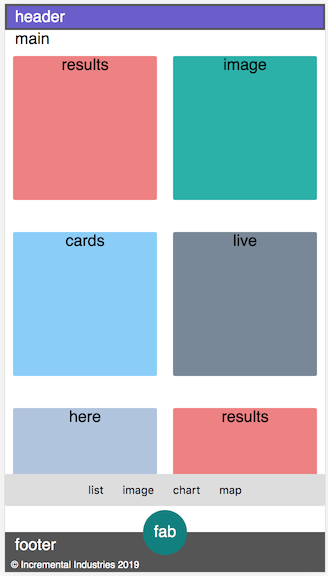 header
main
results image
cards live
here results
list image chart map
fab
footer
© Incremental Industries 2019